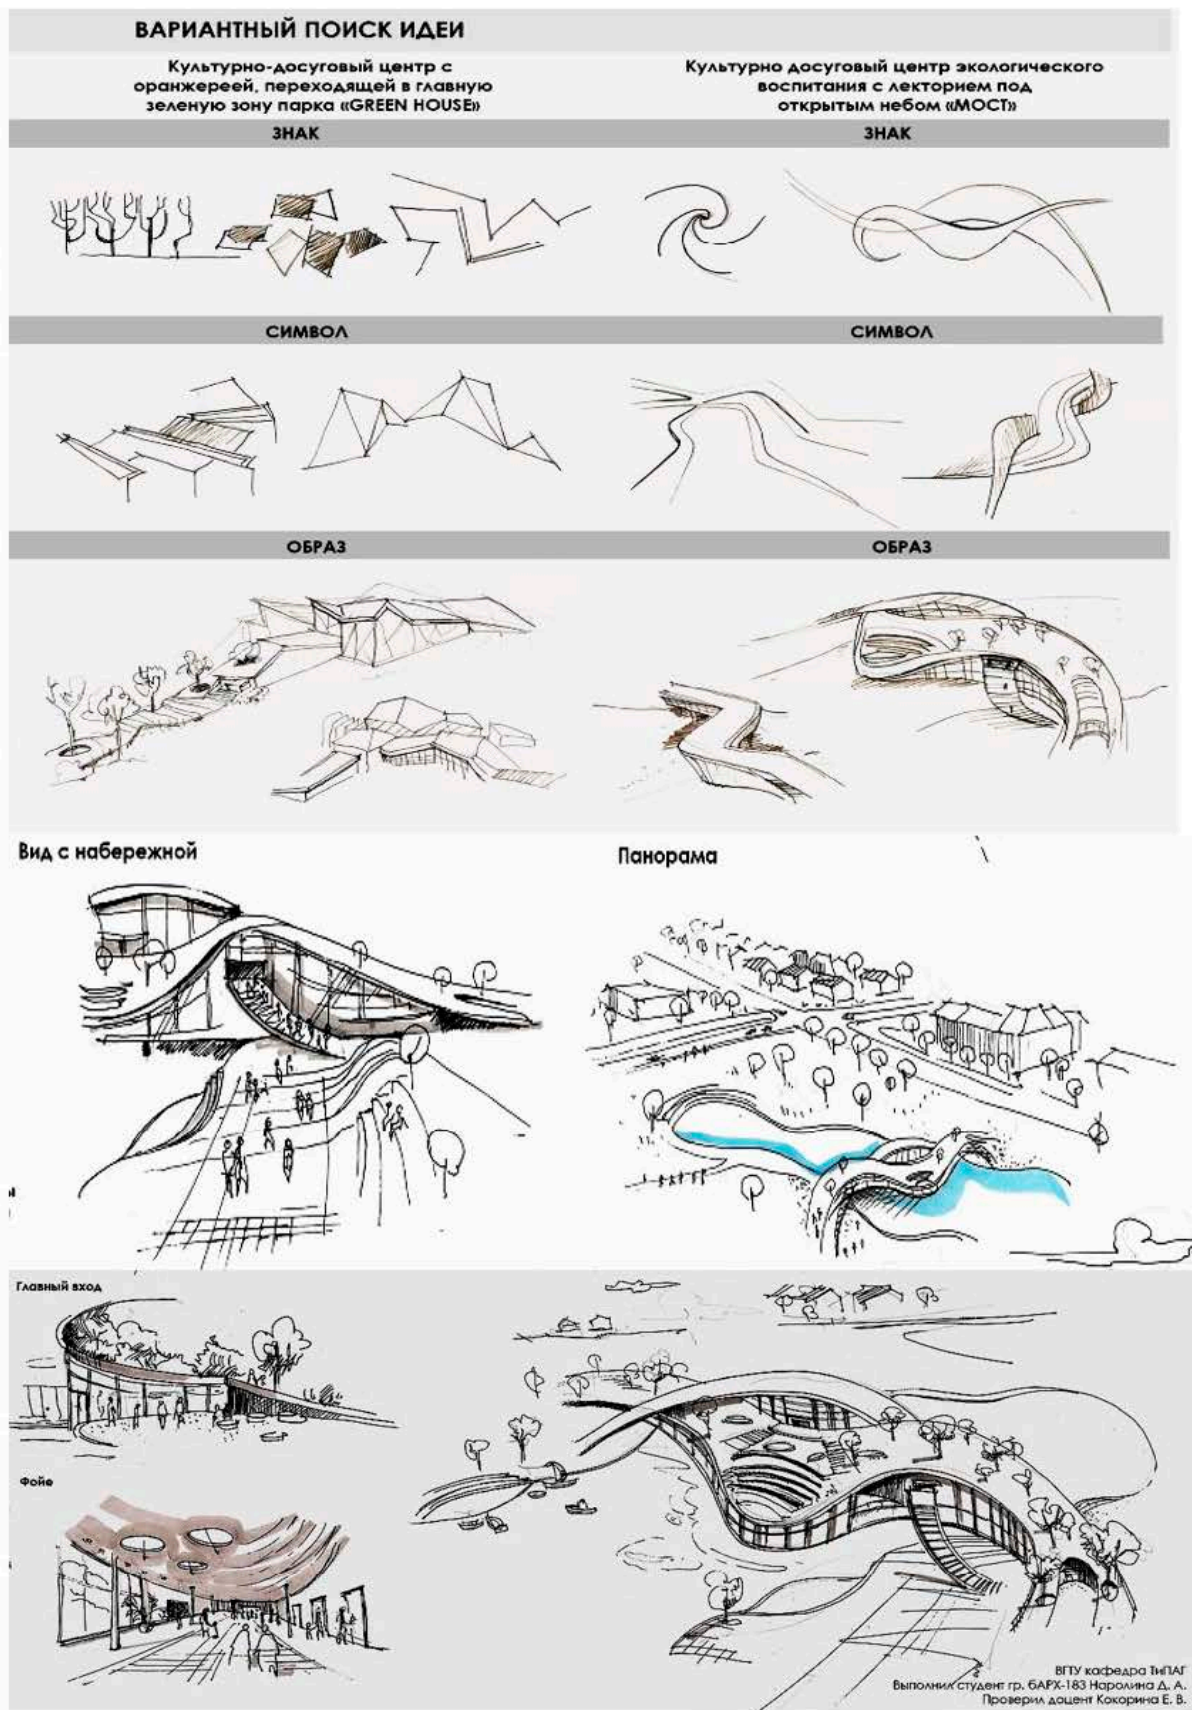 ВАРИАНТНЫЙ ПОИСК ИДЕИ
Культурно-досуговый центр с
оранжереей, переходящей в главную
зеленую зону парка «GREEN HOUSE»
Культурно досуговый центр экологического
воспитания с лекторием под
открытым небом «МОСТ»
ЗНАК
ЗНАК
СИМВОЛ
СИМВОЛ
ОБРАЗ
ОБРАЗ
Вид с набережной
Панорама
Главный вход
Фойе
ВГТУ кафедра ТиПАГ
Выполнил студент гр. бАРХ-183 Наролина Д. А.
Проверил доцент Кокорина Е. В.